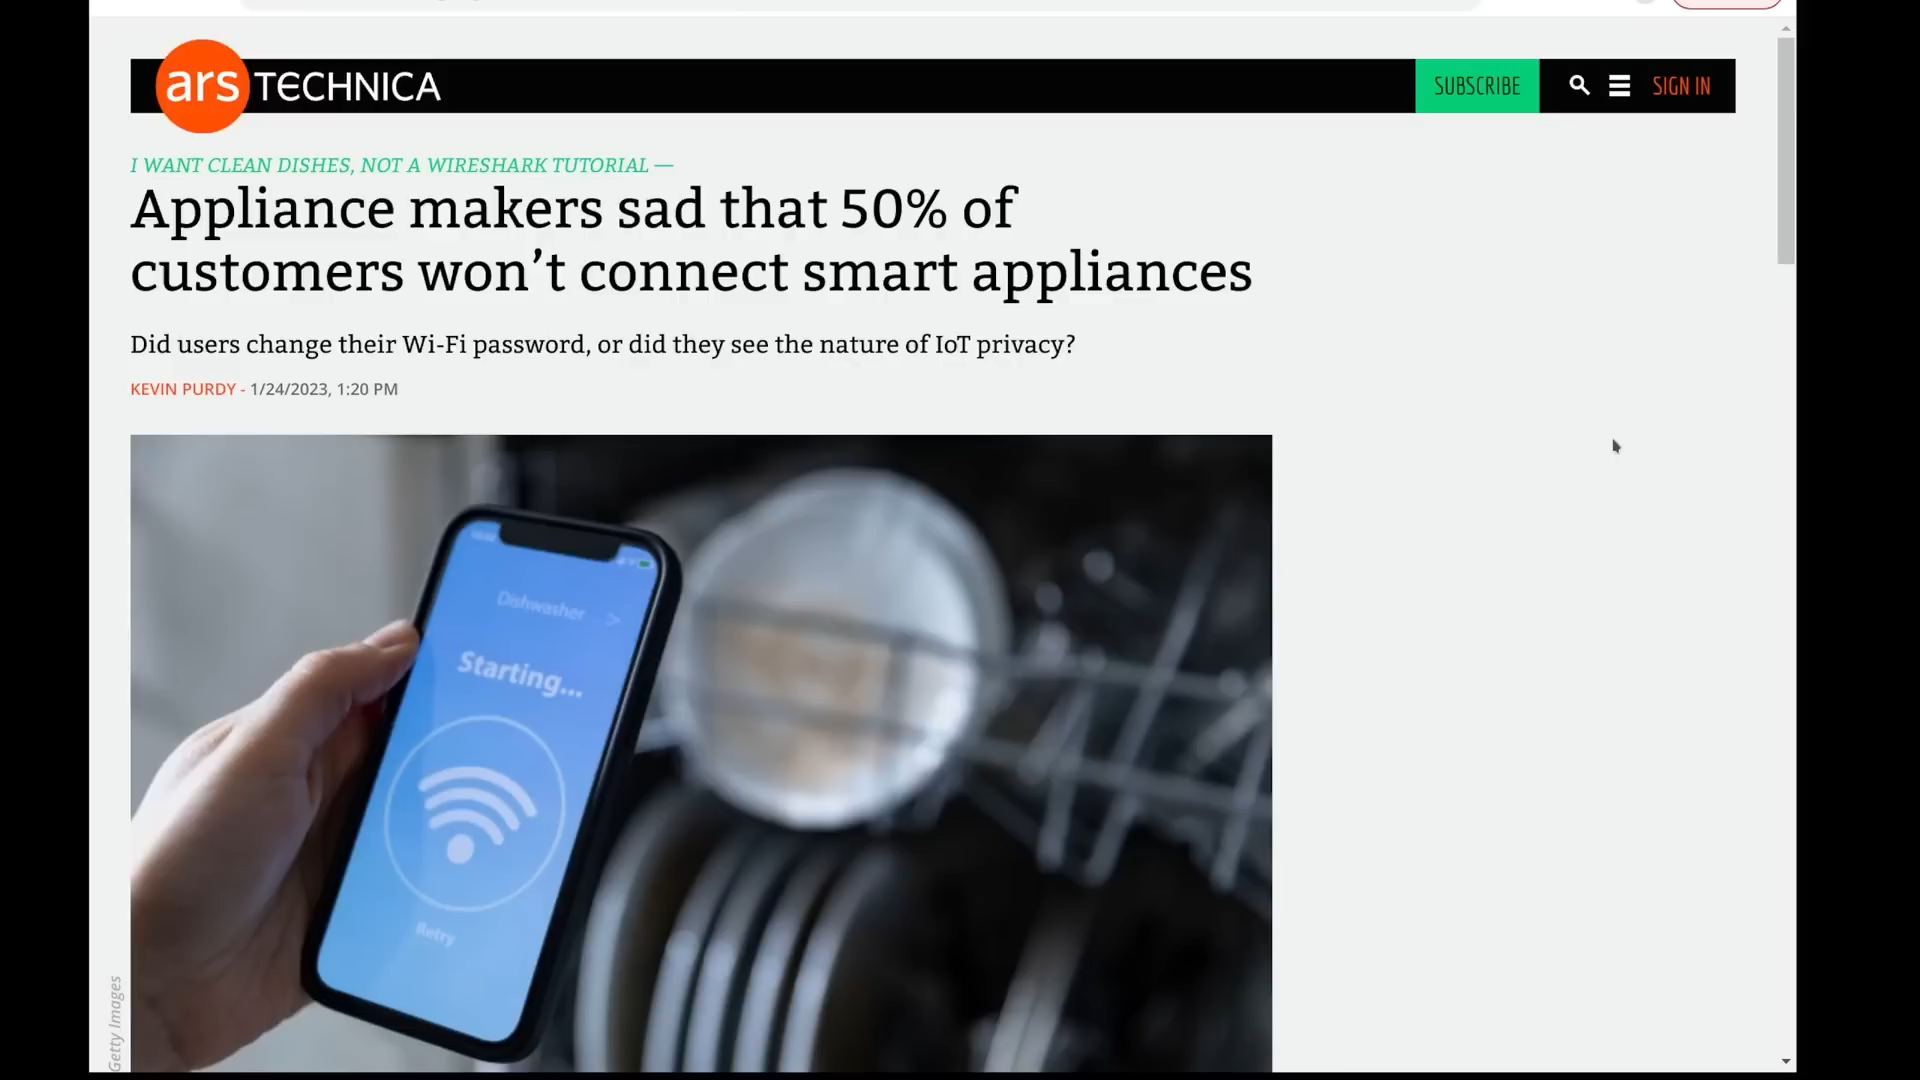 ars TECHNICA
SUBSCRIBE
SIGN IN
I WANT CLEAN DISHES, NOT A WIRESHARK TUTORIAL —
Appliance makers sad that 50% of
customers won’t connect smart appliances
Did users change their Wi-Fi password, or did they see the nature of IoT privacy?
KEVIN PURDY - 1/24/2023, 1:20 PM
Dishwasher >
Starting...
Retry
Getty Images